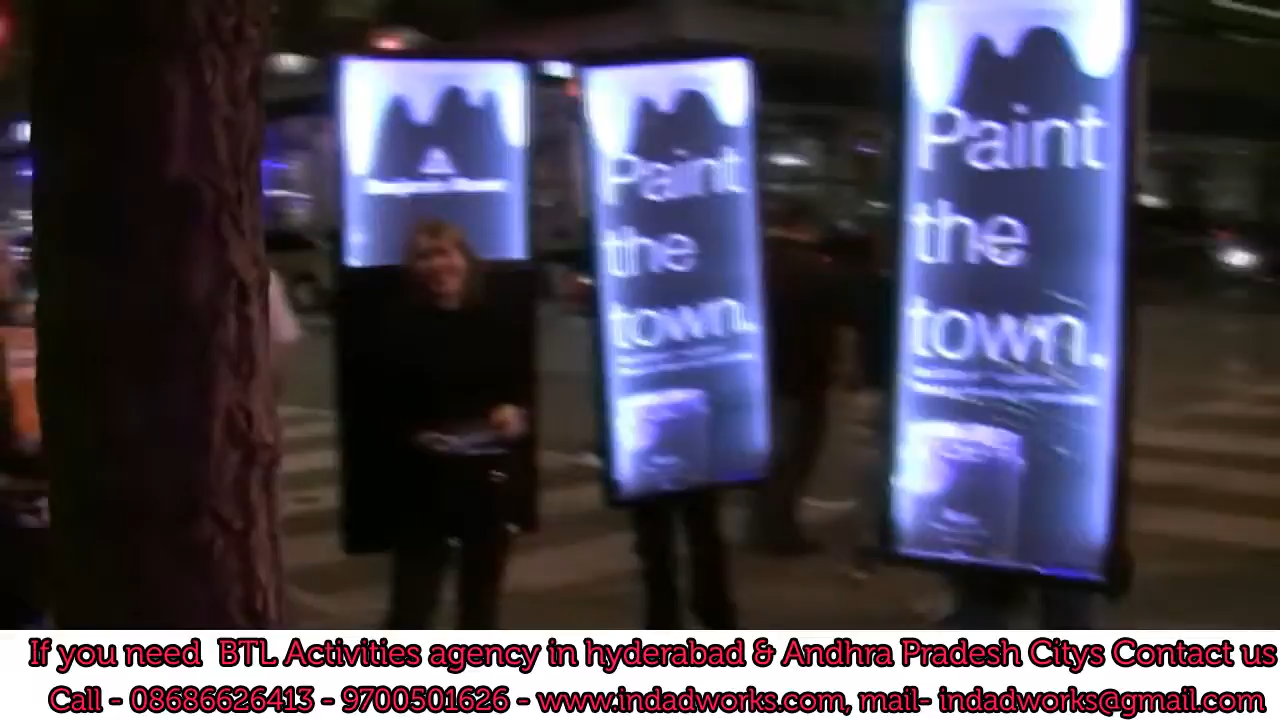 Paint
the
town.
Paint
the
town.
If you need  BTL Activities agency in hyderabad & Andhra Pradesh Citys Contact us
Call - 08686626413 - 9700501626 - www.indadworks.com, mail- indadworks@gmail.com